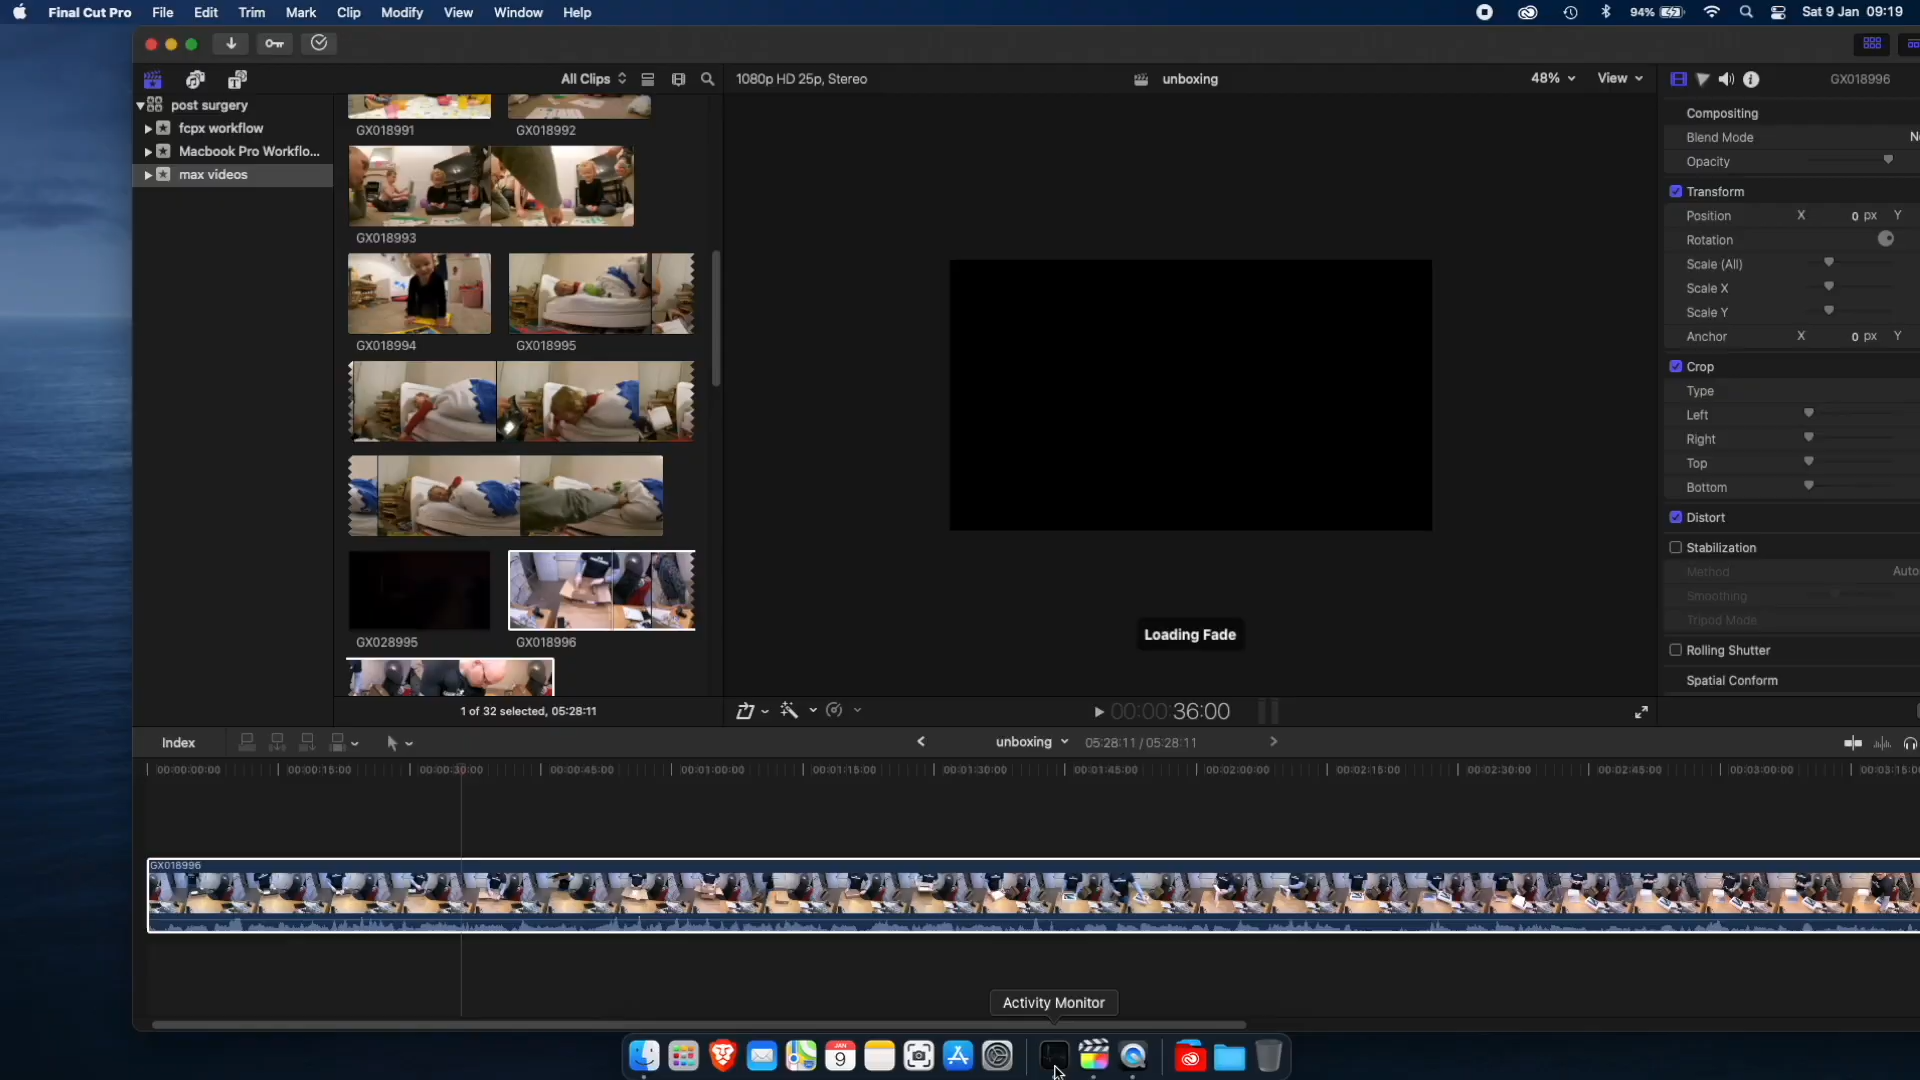 Final Cut Pro File Edit Trim Mark Clip Modify View Window Help 94% Sat 9 Jan 09:19
All Clips 1080p HD 25p, Stereo unboxing 48% View GX018996
post surgery
fcpx workflow
Macbook Pro Workflo...
max videos
GX018991 GX018992
GX018993
GX018994 GX018995
GX028995 GX018996
1 of 32 selected, 05:28:11
Loading Fade
00:00:00:36:00
Compositing
Blend Mode
Opacity
Transform
Position X 0 px Y
Rotation
Scale (All)
Scale X
Scale Y
Anchor X 0 px Y
Crop
Type
Left
Right
Top
Bottom
Distort
Stabilization
Method Auto
Smoothing
Tripod Mode
Rolling Shutter
Spatial Conform
Index unboxing 05:28:11 / 05:28:11
00:00:00:00 00:00:15:00 00:00:30:00 00:00:45:00 00:01:00:00 00:01:15:00 00:01:30:00 00:01:45:00 00:02:00:00 00:02:15:00 00:02:30:00 00:02:45:00 00:03:00:00 00:03:15:00
GX018996
Activity Monitor
JAN
9